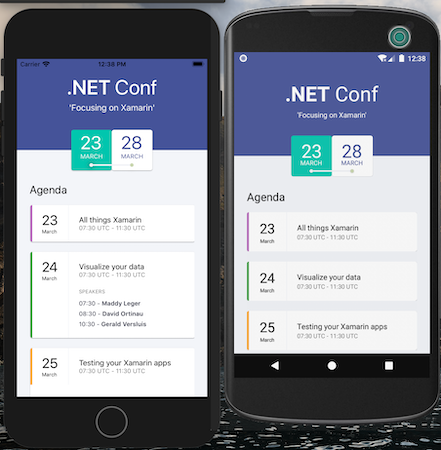 Carrier
12:38 PM
.NET Conf
'Focusing on Xamarin'
23
MARCH
28
MARCH
Agenda
23
March
All things Xamarin
07:30 UTC - 11:30 UTC
24
March
Visualize your data
07:30 UTC - 11:30 UTC
SPEAKERS
07:30 - Maddy Leger
08:30 - David Ortinau
10:30 - Gerald Versluis
25
March
Testing your Xamarin apps
07:30 UTC - 11:30 UTC
12:38
.NET Conf
'Focusing on Xamarin'
23
MARCH
28
MARCH
Agenda
23
March
All things Xamarin
07:30 UTC - 11:30 UTC
24
March
Visualize your data
07:30 UTC - 11:30 UTC
25
March
Testing your Xamarin apps
07:30 UTC - 11:30 UTC